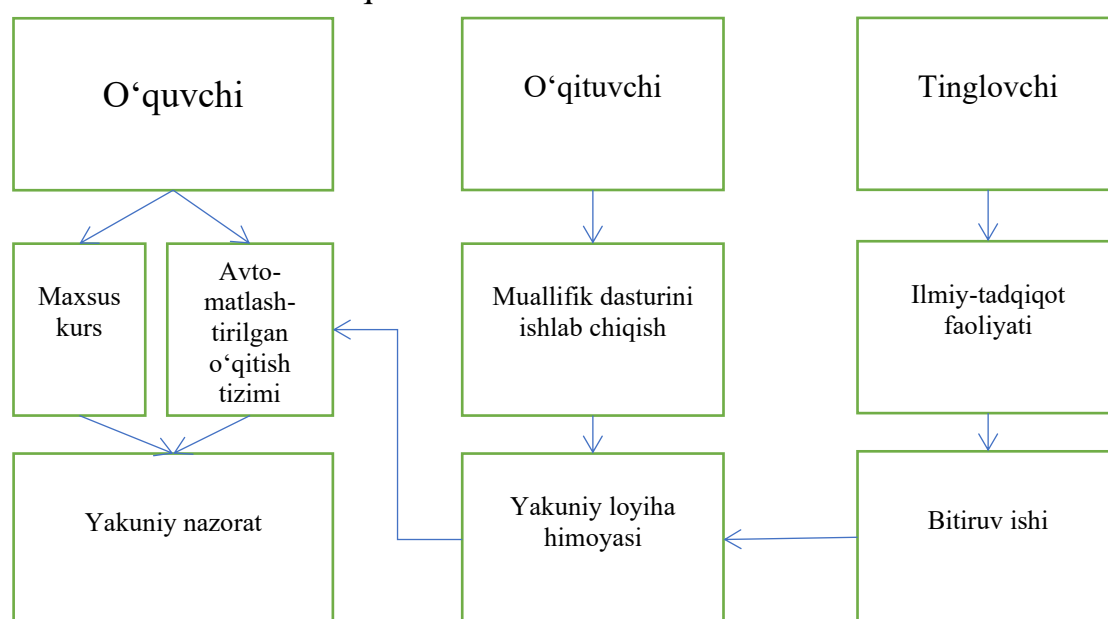 O‘quvchi
O‘qituvchi
Tinglovchi
Maxsus
kurs
Avto-
matlash-
tirilgan
o‘qitish
tizimi
Muallifik dasturini
ishlab chiqish
Ilmiy-tadqiqot
faoliyati
Yakuniy nazorat
Yakuniy loyiha
himoyasi
Bitiruv ishi